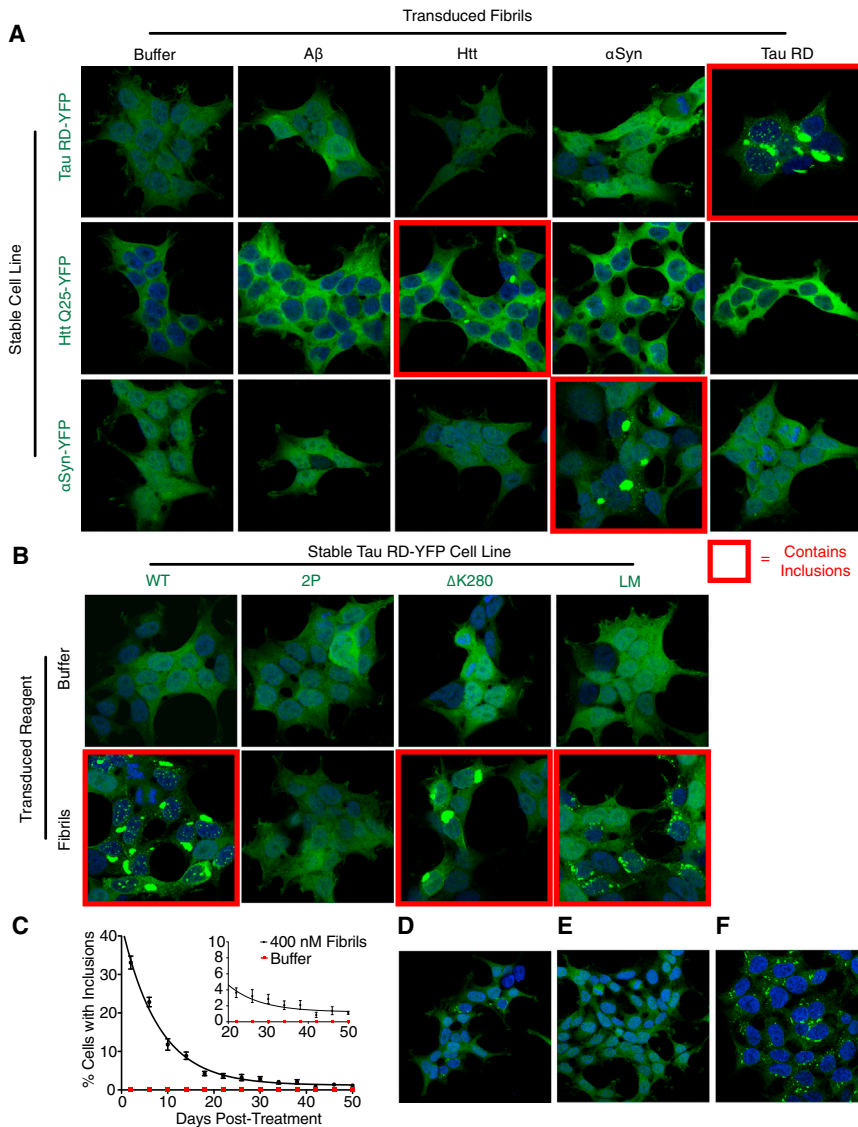 A
Transduced Fibrils
Buffer
Aβ
Htt
αSyn
Tau RD
Stable Cell Line
Tau RD-YFP
Htt Q25-YFP
αSyn-YFP
= Contains
Inclusions
B
Stable Tau RD-YFP Cell Line
WT
2P
ΔK280
LM
Transduced Reagent
Buffer
Fibrils
C
% Cells with Inclusions
40
30
20
10
0
400 nM Fibrils
Buffer
10
8
6
4
2
0
20 30 40 50
0 10 20 30 40 50
Days Post-Treatment
D
E
F